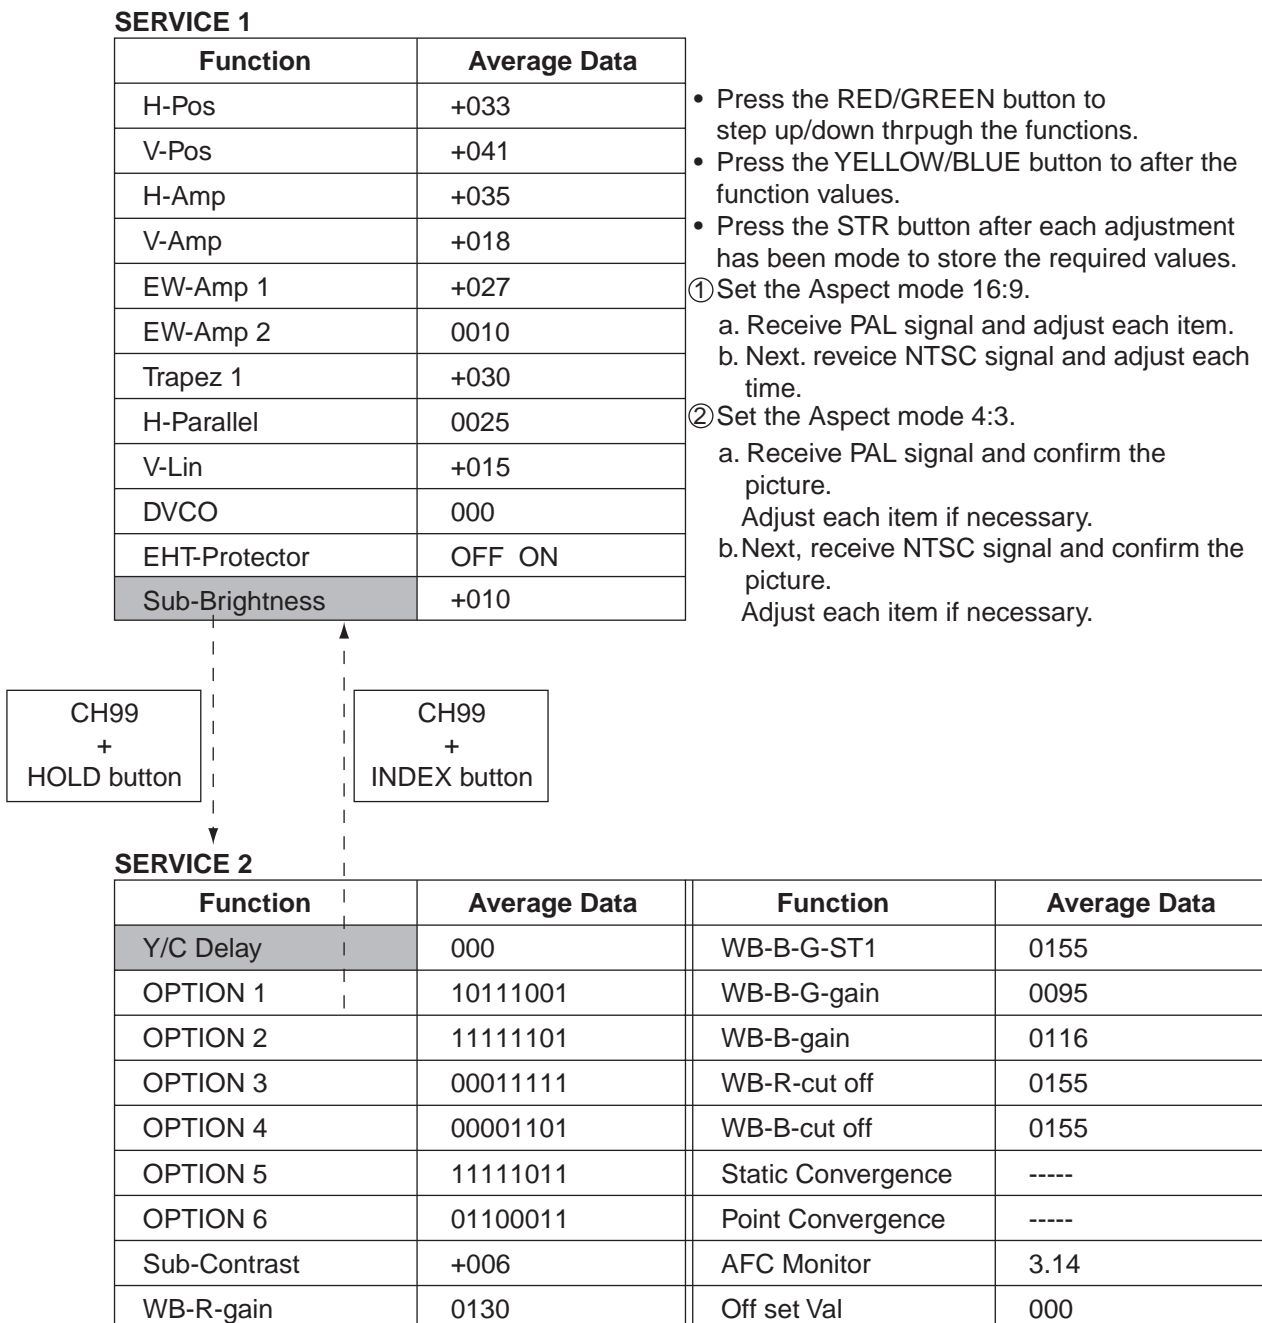 SERVICE 1
Function Average Data
H-Pos +033
V-Pos +041
H-Amp +035
V-Amp +018
EW-Amp 1 +027
EW-Amp 2 0010
Trapez 1 +030
H-Parallel 0025
V-Lin +015
DVCO 000
EHT-Protector OFF ON
Sub-Brightness +010
• Press the RED/GREEN button to
step up/down thrpugh the functions.
• Press the YELLOW/BLUE button to after the
function values.
• Press the STR button after each adjustment
has been mode to store the required values.
① Set the Aspect mode 16:9.
a. Receive PAL signal and adjust each item.
b. Next. reveice NTSC signal and adjust each
time.
② Set the Aspect mode 4:3.
a. Receive PAL signal and confirm the
picture.
Adjust each item if necessary.
b.Next, receive NTSC signal and confirm the
picture.
Adjust each item if necessary.
CH99
+
HOLD button
CH99
+
INDEX button
SERVICE 2
Function Average Data Function Average Data
Y/C Delay 000 WB-B-G-ST1 0155
OPTION 1 10111001 WB-B-G-gain 0095
OPTION 2 11111101 WB-B-gain 0116
OPTION 3 00011111 WB-R-cut off 0155
OPTION 4 00001101 WB-B-cut off 0155
OPTION 5 11111011 Static Convergence -----
OPTION 6 01100011 Point Convergence -----
Sub-Contrast +006 AFC Monitor 3.14
WB-R-gain 0130 Off set Val 000